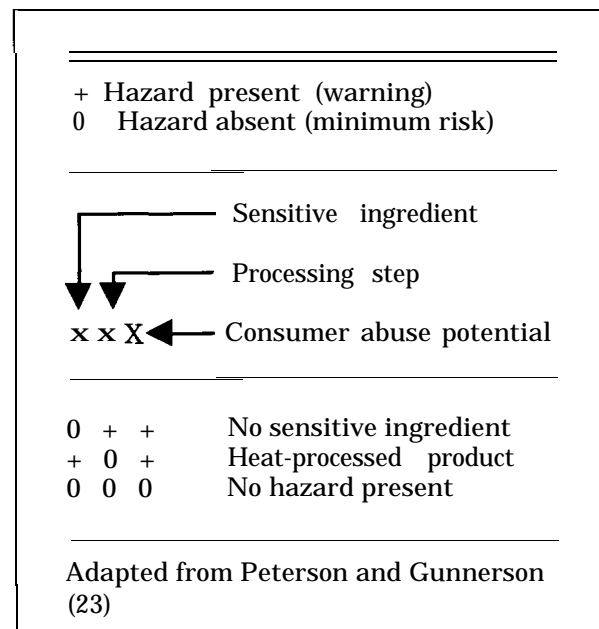 + Hazard present (warning)
0 Hazard absent (minimum risk)
Sensitive ingredient
Processing step
x x X Consumer abuse potential
0 + + No sensitive ingredient
+ 0 + Heat-processed product
0 0 0 No hazard present
Adapted from Peterson and Gunnerson
(23)